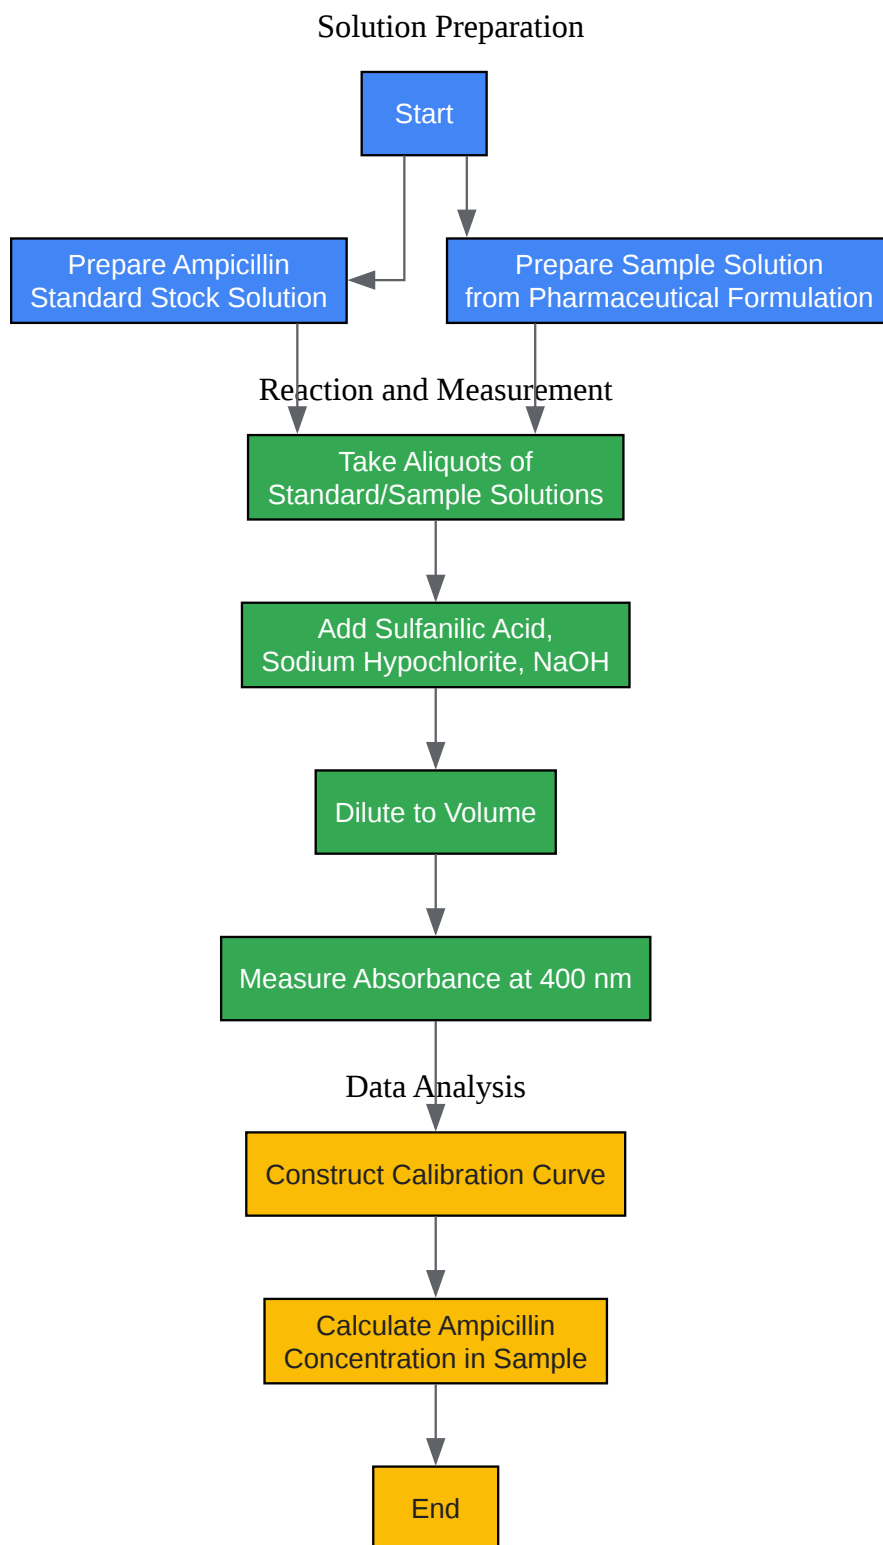 Solution Preparation
Start
Prepare Ampicillin
Standard Stock Solution
Prepare Sample Solution
from Pharmaceutical Formulation
Reaction and Measurement
Take Aliquots of
Standard/Sample Solutions
Add Sulfanilic Acid,
Sodium Hypochlorite, NaOH
Dilute to Volume
Measure Absorbance at 400 nm
Data Analysis
Construct Calibration Curve
Calculate Ampicillin
Concentration in Sample
End